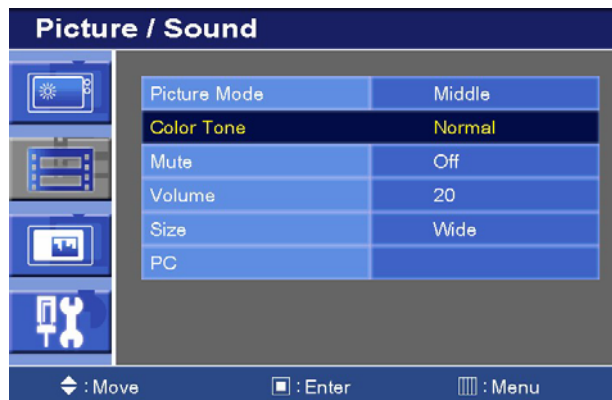 Picture / Sound
Picture Mode Middle
Color Tone Normal
Mute Off
Volume 20
Size Wide
PC
: Move : Enter : Menu